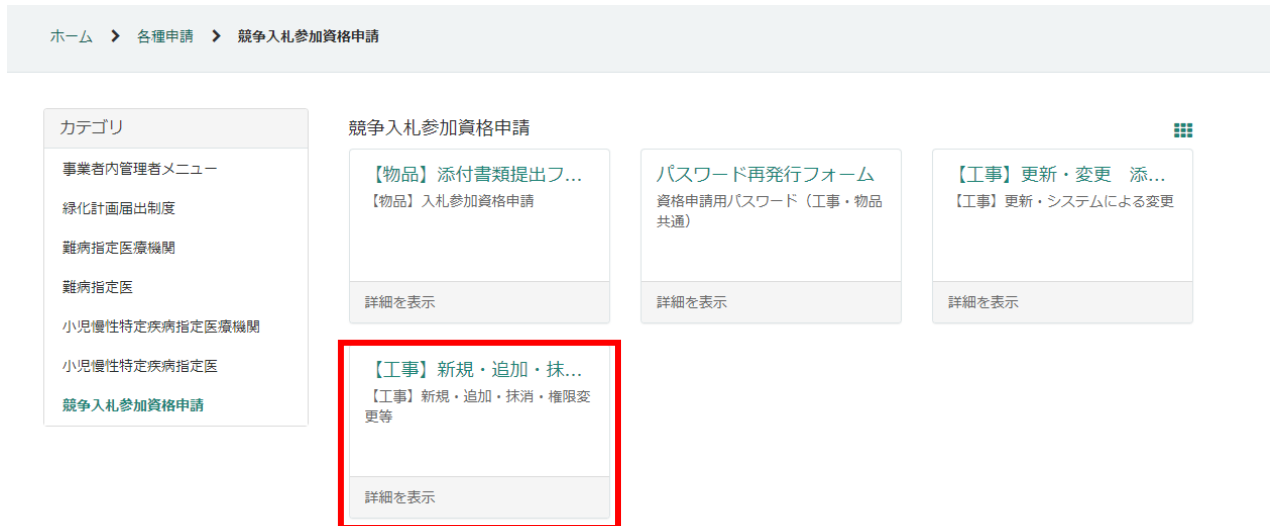 ホーム > 各種申請 > 競争入札参加資格申請
カテゴリ
事業者内管理者メニュー
緑化計画届出制度
難病指定医療機関
難病指定医
小児慢性特定疾病指定医療機関
小児慢性特定疾病指定医
競争入札参加資格申請
競争入札参加資格申請
【物品】添付書類提出フ...
【物品】入札参加資格申請
詳細を表示
パスワード再発行フォーム
資格申請用パスワード（工事・物品
共通）
詳細を表示
【工事】更新・変更　添...
【工事】更新・システムによる変更
詳細を表示
【工事】新規・追加・抹...
【工事】新規・追加・抹消・権限変
更等
詳細を表示